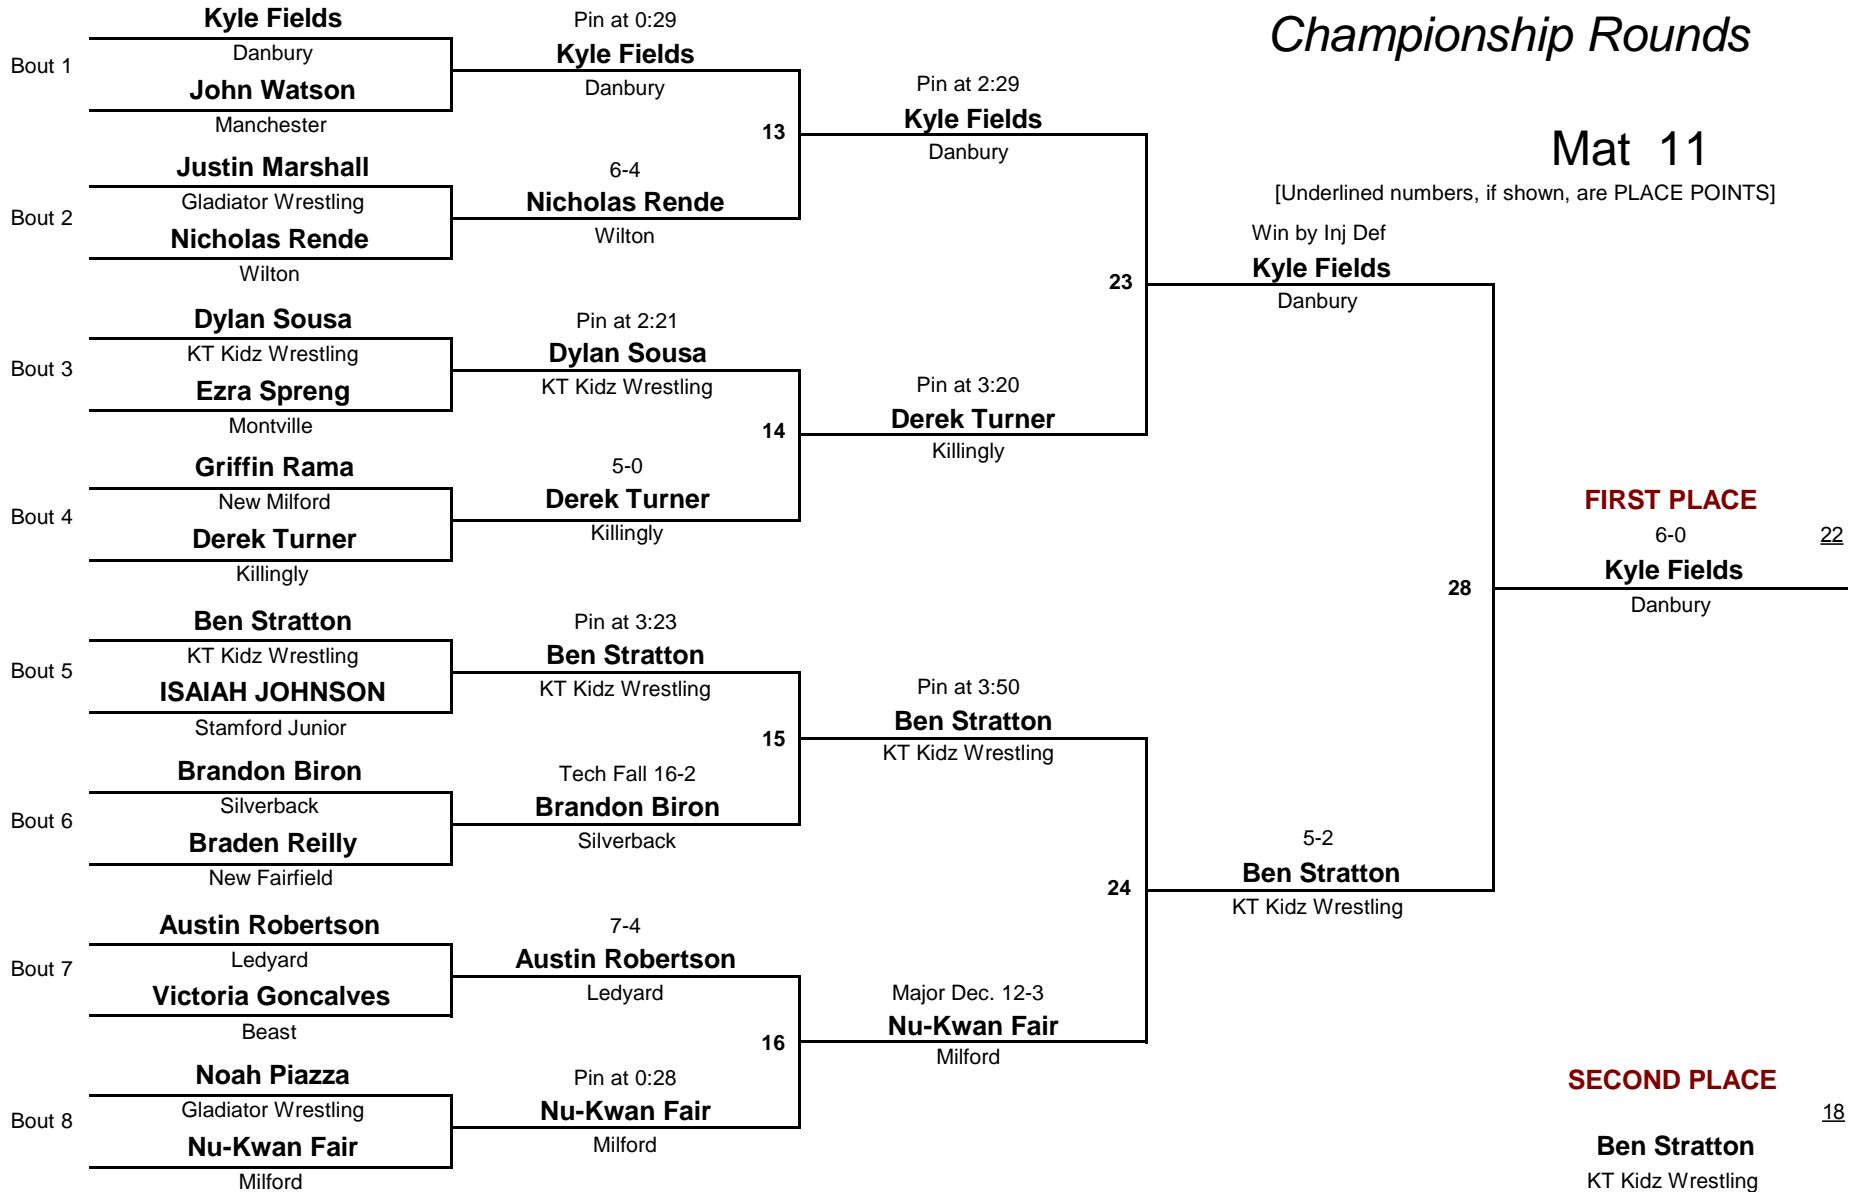 Championship Rounds
Mat 11
[Underlined numbers, if shown, are PLACE POINTS]
Bout 1
Kyle Fields
Danbury
John Watson
Manchester
Bout 2
Justin Marshall
Gladiator Wrestling
Nicholas Rende
Wilton
Bout 3
Dylan Sousa
KT Kidz Wrestling
Ezra Spreng
Montville
Bout 4
Griffin Rama
New Milford
Derek Turner
Killingly
Bout 5
Ben Stratton
KT Kidz Wrestling
ISAIAH JOHNSON
Stamford Junior
Bout 6
Brandon Biron
Silverback
Braden Reilly
New Fairfield
Bout 7
Austin Robertson
Ledyard
Victoria Goncalves
Beast
Bout 8
Noah Piazza
Gladiator Wrestling
Nu-Kwan Fair
Milford
Pin at 0:29
Kyle Fields
Danbury
13
6-4
Nicholas Rende
Wilton
Pin at 2:21
Dylan Sousa
KT Kidz Wrestling
14
5-0
Derek Turner
Killingly
Pin at 3:23
Ben Stratton
KT Kidz Wrestling
15
Tech Fall 16-2
Brandon Biron
Silverback
7-4
Austin Robertson
Ledyard
16
Pin at 0:28
Nu-Kwan Fair
Milford
Pin at 2:29
Kyle Fields
Danbury
23
Pin at 3:20
Derek Turner
Killingly
Pin at 3:50
Ben Stratton
KT Kidz Wrestling
24
Major Dec. 12-3
Nu-Kwan Fair
Milford
Win by Inj Def
Kyle Fields
Danbury
28
5-2
Ben Stratton
KT Kidz Wrestling
FIRST PLACE
6-0 22
Kyle Fields
Danbury
SECOND PLACE
18
Ben Stratton
KT Kidz Wrestling